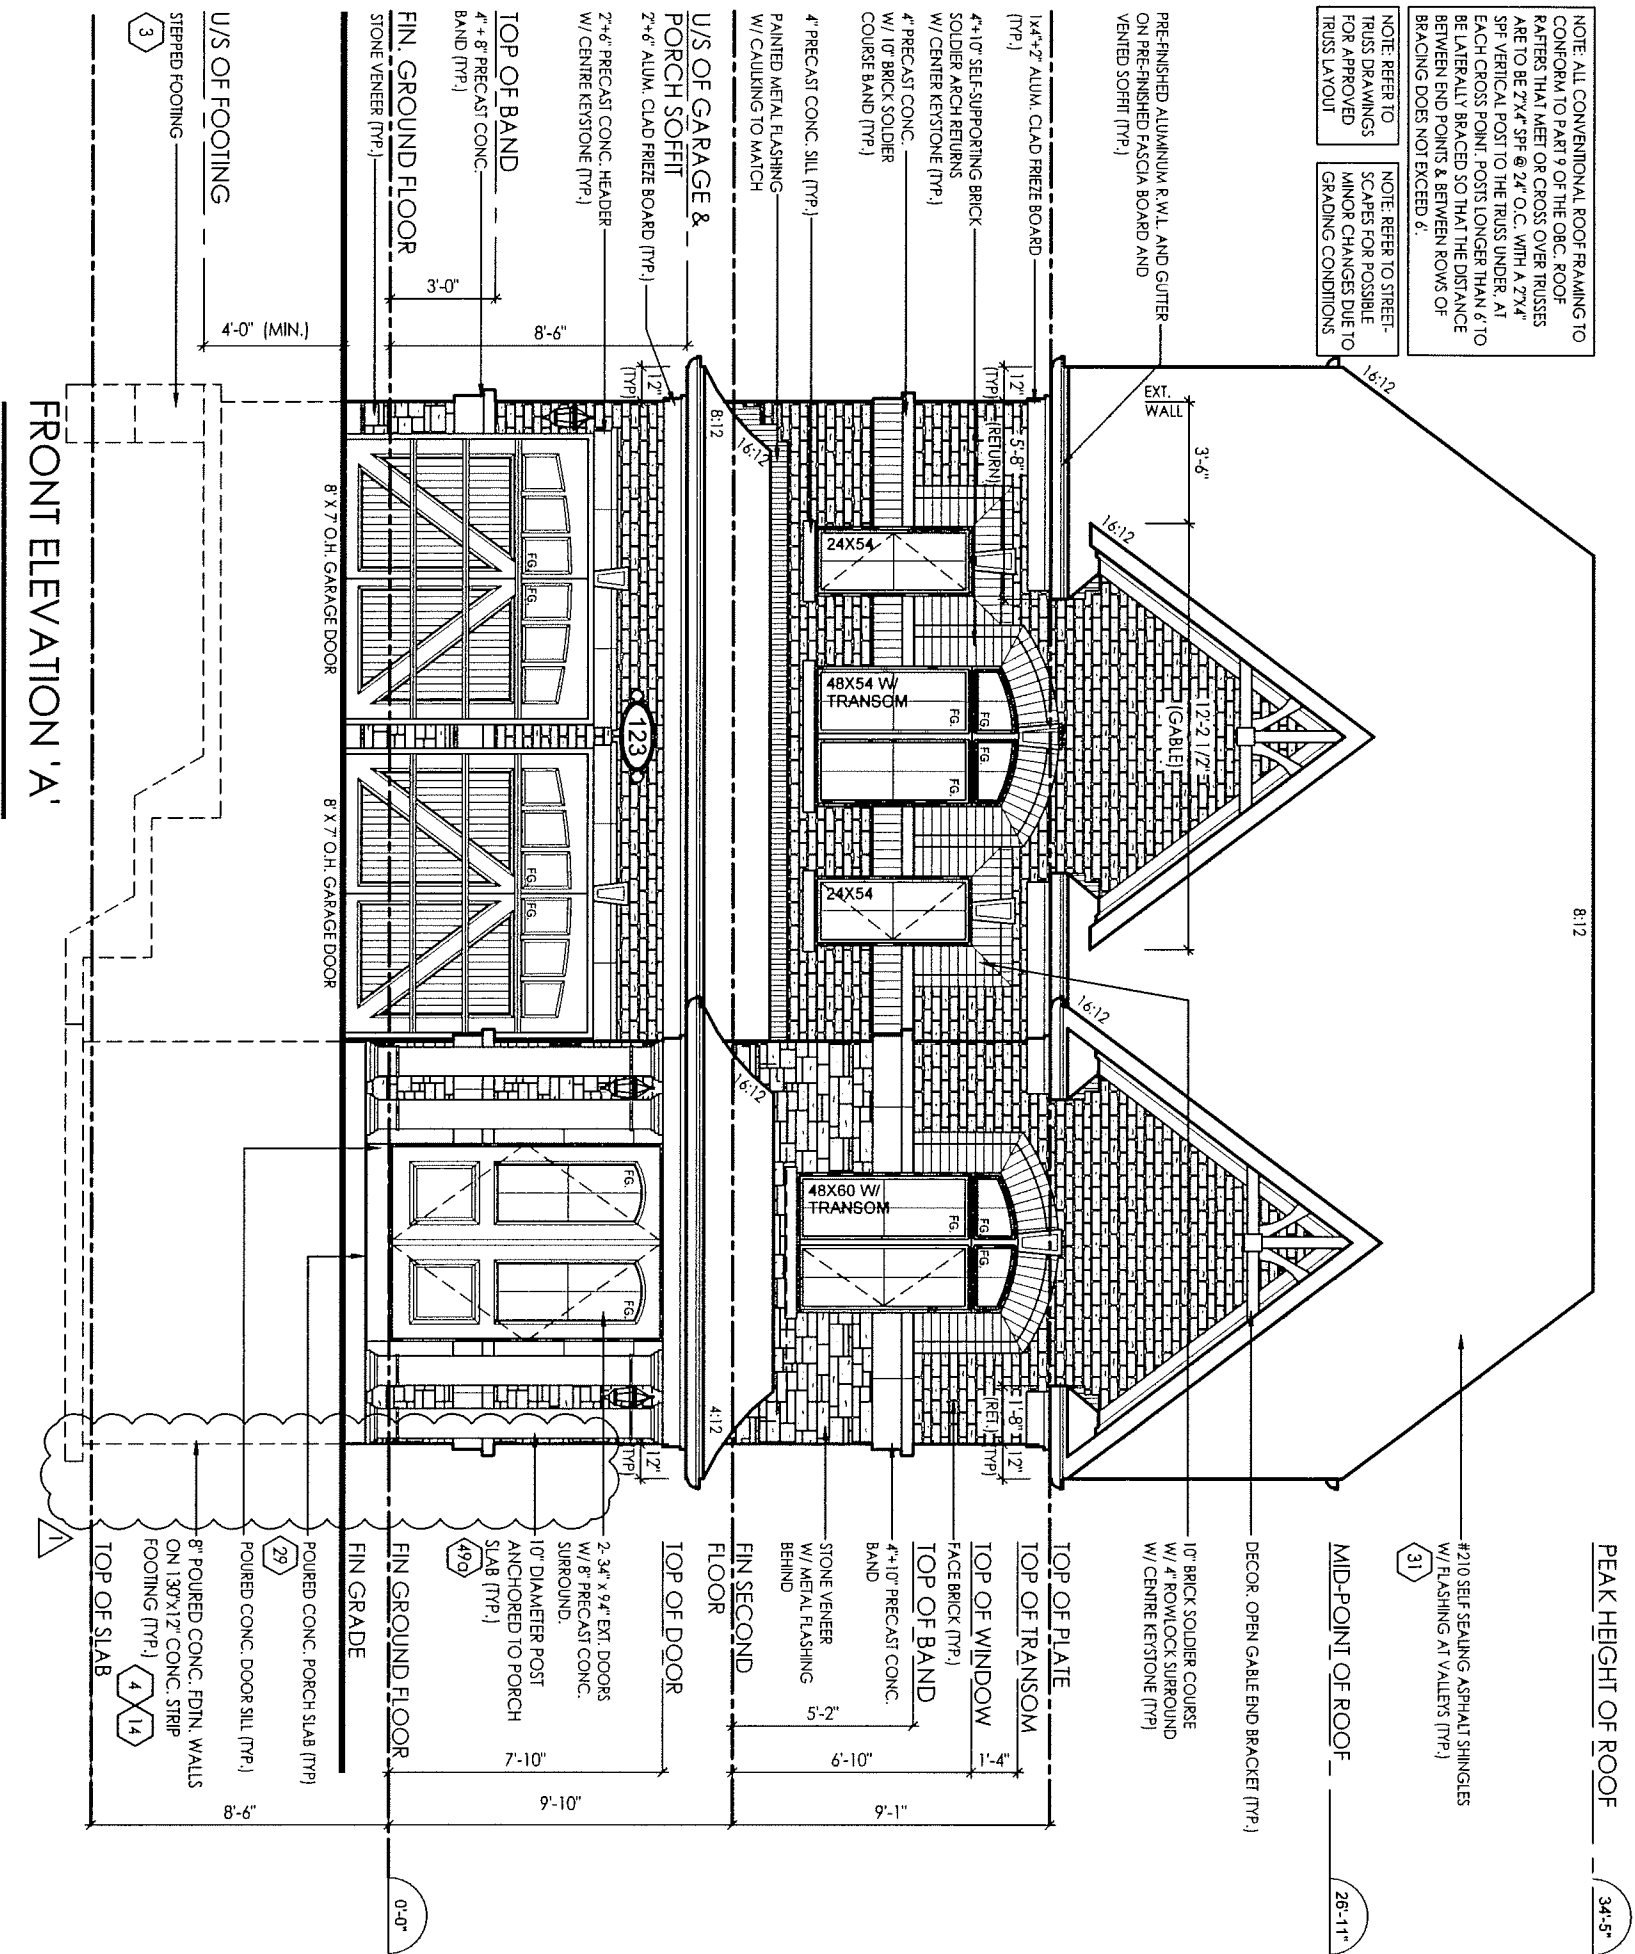 NOTE: ALL CONVENTIONAL ROOF FRAMING TO
CONFORM TO PART 9 OF THE OBC. ROOF
RAFTERS THAT MEET OR CROSS OVER TRUSSES
ARE TO BE 2"X4" SPF @ 24" O.C. WITH A 2"X4"
SPF VERTICAL POST TO THE TRUSS UNDER, AT
EACH CROSS POINT. POSTS LONGER THAN 6' TO
BE LATERALLY BRACED SO THAT THE DISTANCE
BETWEEN END POINTS & BETWEEN ROWS OF
BRACING DOES NOT EXCEED 6'.
NOTE: REFER TO
TRUSS DRAWINGS
FOR APPROVED
TRUSS LAYOUT
NOTE: REFER TO STREET-
SCAPES FOR POSSIBLE
MINOR CHANGES DUE TO
GRADING CONDITIONS
PRE-FINISHED ALUMINUM R.W.L. AND GUTTER
ON PRE-FINISHED FASCIA BOARD AND
VENTED SOFFIT (TYP.)
1x4"+2" ALUM. CLAD FRIEZE BOARD
(TYP.)
4"+10" SELF-SUPPORTING BRICK
SOLDIER ARCH RETURNS
W/ CENTER KEYSTONE (TYP.)
4" PRECAST CONC.
W/ 10" BRICK SOLDIER
COURSE BAND (TYP.)
4" PRECAST CONC. SILL (TYP.)
PAINTED METAL FLASHING
W/ CAULKING TO MATCH
U/S OF GARAGE &
PORCH SOFFIT
2"+6" ALUM. CLAD FRIEZE BOARD (TYP.)
2"+6" PRECAST CONC. HEADER
W/ CENTRE KEYSTONE (TYP.)
TOP OF BAND
4" + 8" PRECAST CONC.
BAND (TYP.)
FIN. GROUND FLOOR
STONE VENEER (TYP.)
U/S OF FOOTING
STEPPED FOOTING
3
3'-0"
8'-6"
4'-0" (MIN.)
16:12
EXT.
WALL
3'-6"
16:12
12'-2 1/2"
(GABLE)
8:12
16:12
12"
(TYP)
5'-8"
(RETURN)
24X54
48X54 W/
TRANSOM
FG.
FG.
FG.
FG.
24X54
48X60 W/
TRANSOM
FG.
FG.
FG.
1'-8"
(RET.)
12"
(TYP)
8:12
16:12
16:12
4:12
12"
(TYP)
12"
(TYP)
123
FG.
FG.
FG.
FG.
FG.
FG.
8' X 7' O.H. GARAGE DOOR
8' X 7' O.H. GARAGE DOOR
PEAK HEIGHT OF ROOF
34'-5"
#210 SELF SEALING ASPHALT SHINGLES
W/ FLASHING AT VALLEYS (TYP.)
31
MID-POINT OF ROOF
26'-11"
DECOR. OPEN GABLE END BRACKET (TYP.)
10" BRICK SOLDIER COURSE
W/ 4" ROWLOCK SURROUND
W/ CENTRE KEYSTONE (TYP)
TOP OF PLATE
TOP OF TRANSOM
TOP OF WINDOW
FACE BRICK (TYP.)
TOP OF BAND
4"+10" PRECAST CONC.
BAND
STONE VENEER
W/ METAL FLASHING
BEHIND
FIN SECOND
FLOOR
TOP OF DOOR
2- 34" x 94" EXT. DOORS
W/ 8" PRECAST CONC.
SURROUND.
10" DIAMETER POST
ANCHORED TO PORCH
SLAB (TYP.)
49a
FIN GROUND FLOOR
FIN GRADE
POURED CONC. PORCH SLAB (TYP)
29
POURED CONC. DOOR SILL (TYP.)
8" POURED CONC. FDTN. WALLS
ON 130"x12" CONC. STRIP
FOOTING (TYP.)
4
14
TOP OF SLAB
1
5'-2"
6'-10"
1'-4"
7'-10"
9'-1"
9'-10"
8'-6"
0'-0"
FRONT ELEVATION 'A'